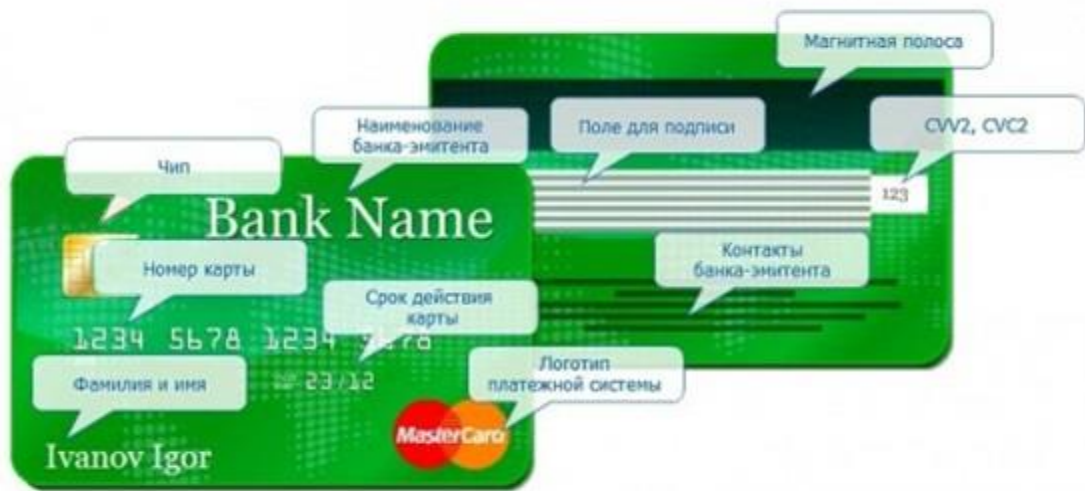 Магнитная полоса
Наименование
банка-эмитента
Поле для подписи
CVV2, CVC2
Чип
123
Bank Name
Номер карты
Контакты
банка-эмитента
Срок действия
карты
1234 5678 1234 5678
Фамилия и имя
23/12
Логотип
платежной системы
MasterCard
Ivanov Igor